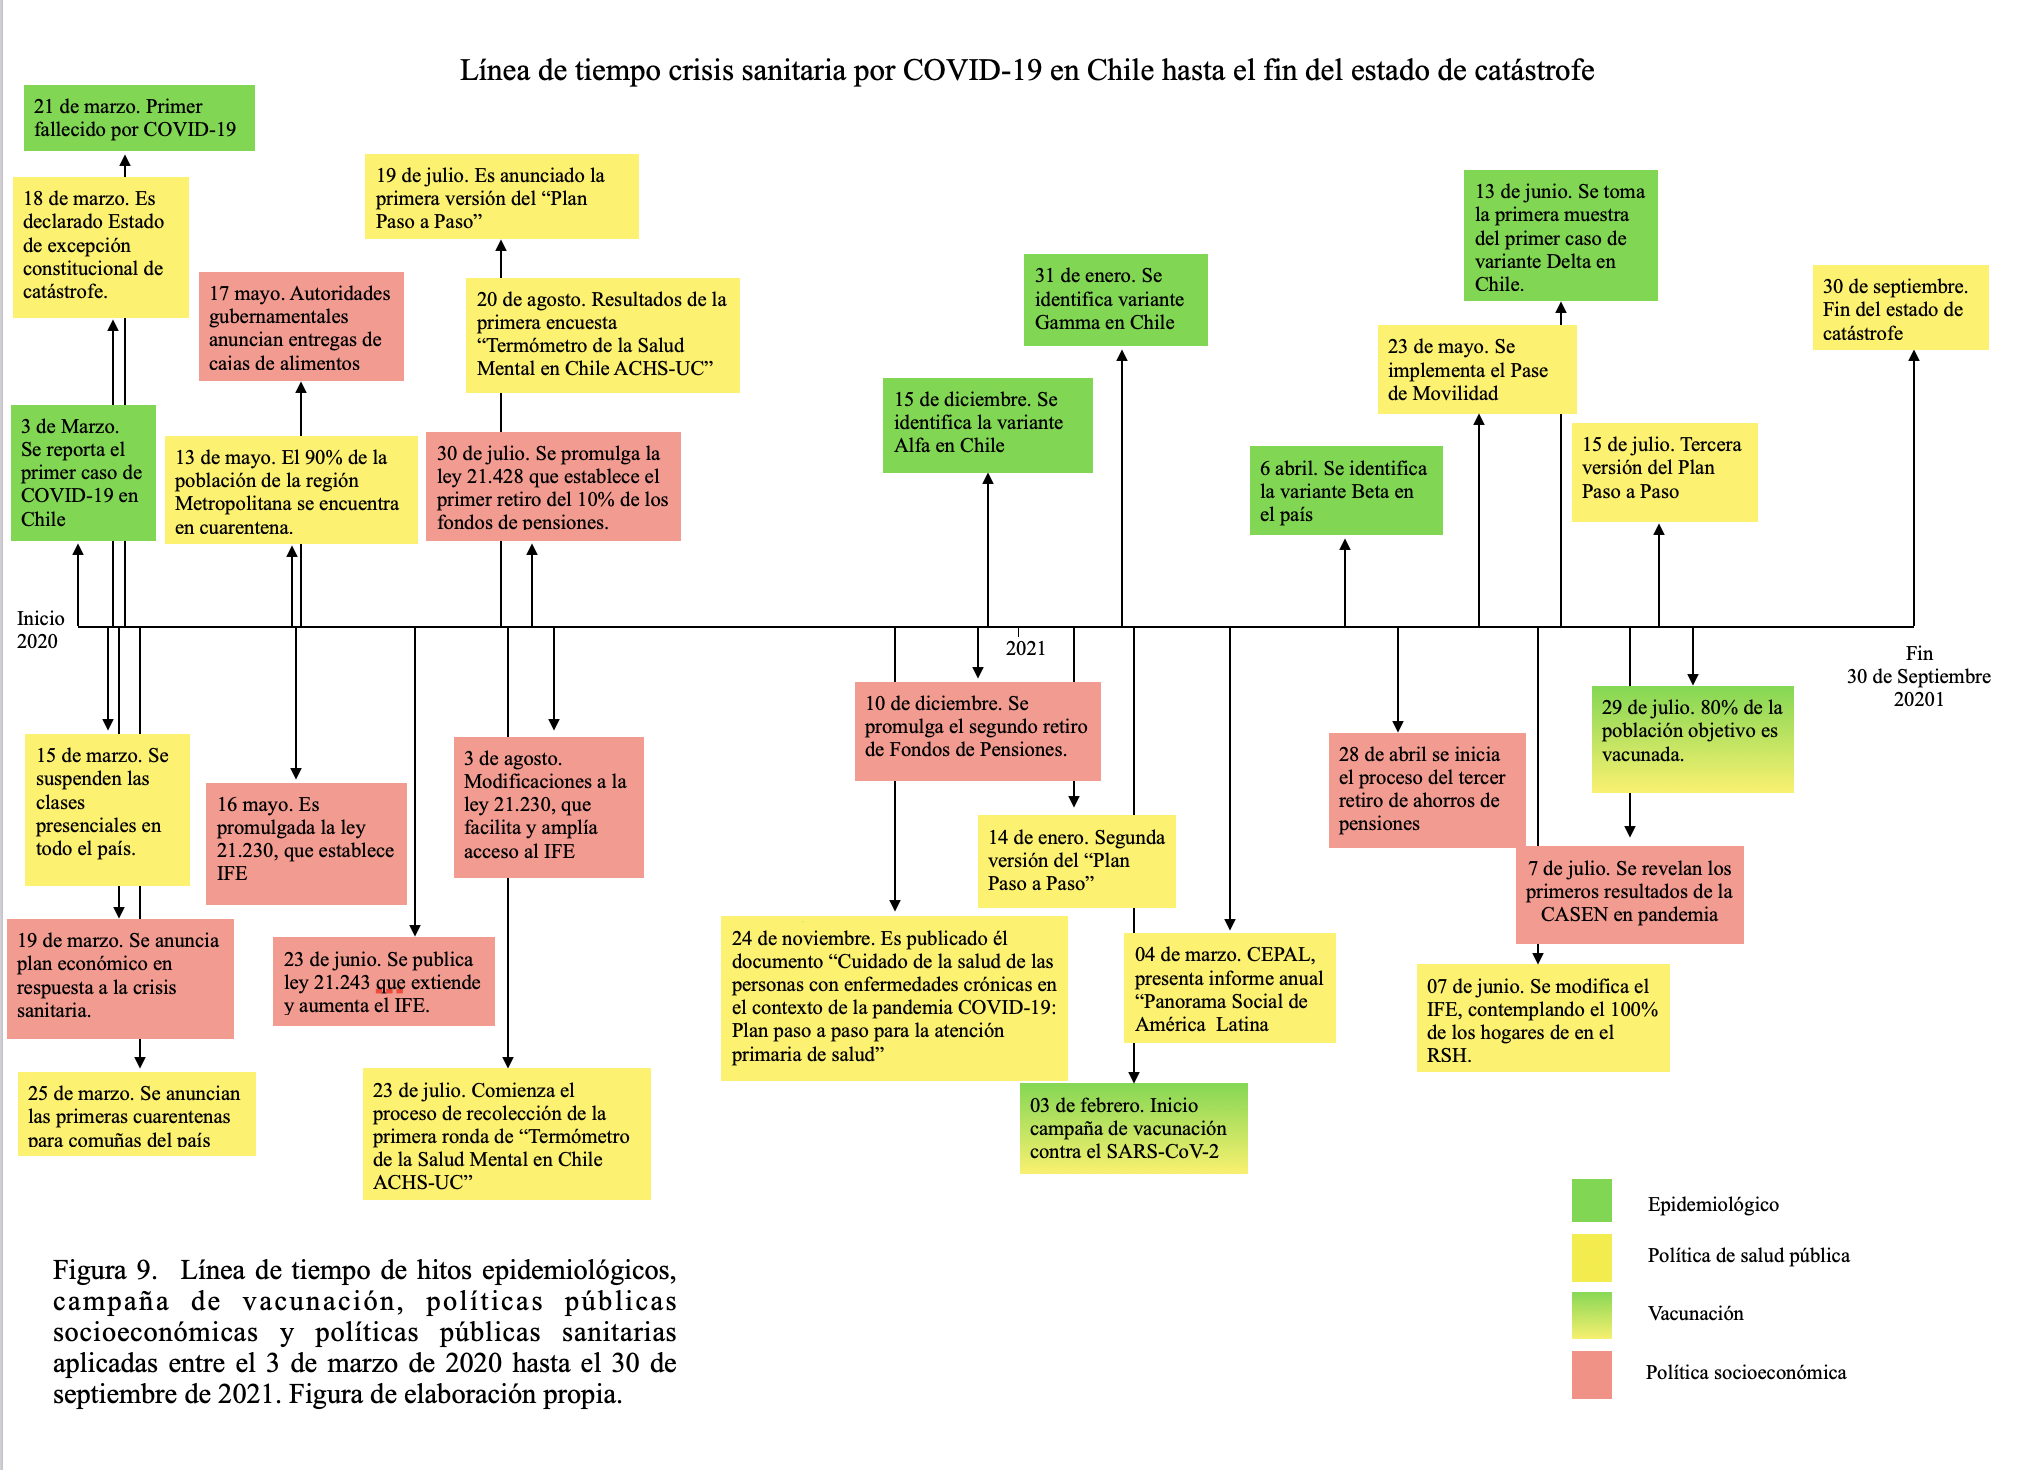 Línea de tiempo crisis sanitaria por COVID-19 en Chile hasta el fin del estado de catástrofe
21 de marzo. Primer
fallecido por COVID-19
18 de marzo. Es
declarado Estado
de excepción
constitucional de
catástrofe.
3 de Marzo.
Se reporta el
primer caso de
COVID-19 en
Chile
17 mayo. Autoridades
gubernamentales
anuncian entregas de
cajas de alimentos
13 de mayo. El 90% de la
población de la región
Metropolitana se encuentra
en cuarentena.
19 de julio. Es anunciado la
primera versión del “Plan
Paso a Paso”
20 de agosto. Resultados de la
primera encuesta
“Termómetro de la Salud
Mental en Chile ACHS-UC”
30 de julio. Se promulga la
ley 21.428 que establece el
primer retiro del 10% de los
fondos de pensiones.
15 de diciembre. Se
identifica la variante
Alfa en Chile
31 de enero. Se
identifica variante
Gamma en Chile
6 abril. Se identifica
la variante Beta en
el país
13 de junio. Se toma
la primera muestra
del primer caso de
variante Delta en
Chile.
23 de mayo. Se
implementa el Pase
de Movilidad
15 de julio. Tercera
versión del Plan
Paso a Paso
30 de septiembre.
Fin del estado de
catástrofe
Inicio
2020
2021
Fin
30 de Septiembre
20201
15 de marzo. Se
suspenden las
clases
presenciales en
todo el país.
19 de marzo. Se anuncia
plan económico en
respuesta a la crisis
sanitaria.
25 de marzo. Se anuncian
las primeras cuarentenas
para comuñas del país
16 mayo. Es
promulgada la ley
21.230, que establece
IFE
23 de junio. Se publica
ley 21.243 que extiende
y aumenta el IFE.
3 de agosto.
Modificaciones a la
ley 21.230, que
facilita y amplía
acceso al IFE
23 de julio. Comienza el
proceso de recolección de la
primera ronda de “Termómetro
de la Salud Mental en Chile
ACHS-UC”
10 de diciembre. Se
promulga el segundo retiro
de Fondos de Pensiones.
14 de enero. Segunda
versión del “Plan
Paso a Paso”
24 de noviembre. Es publicado él
documento “Cuidado de la salud de las
personas con enfermedades crónicas en
el contexto de la pandemia COVID-19:
Plan paso a paso para la atención
primaria de salud”
04 de marzo. CEPAL,
presenta informe anual
“Panorama Social de
América Latina
03 de febrero. Inicio
campaña de vacunación
contra el SARS-CoV-2
28 de abril se inicia
el proceso del tercer
retiro de ahorros de
pensiones
29 de julio. 80% de la
población objetivo es
vacunada.
7 de julio. Se revelan los
primeros resultados de la
CASEN en pandemia
07 de junio. Se modifica el
IFE, contemplando el 100%
de los hogares de en el
RSH.
Epidemiológico
Política de salud pública
Vacunación
Política socioeconómica
Figura 9. Línea de tiempo de hitos epidemiológicos,
campaña de vacunación, políticas públicas
socioeconómicas y políticas públicas sanitarias
aplicadas entre el 3 de marzo de 2020 hasta el 30 de
septiembre de 2021. Figura de elaboración propia.